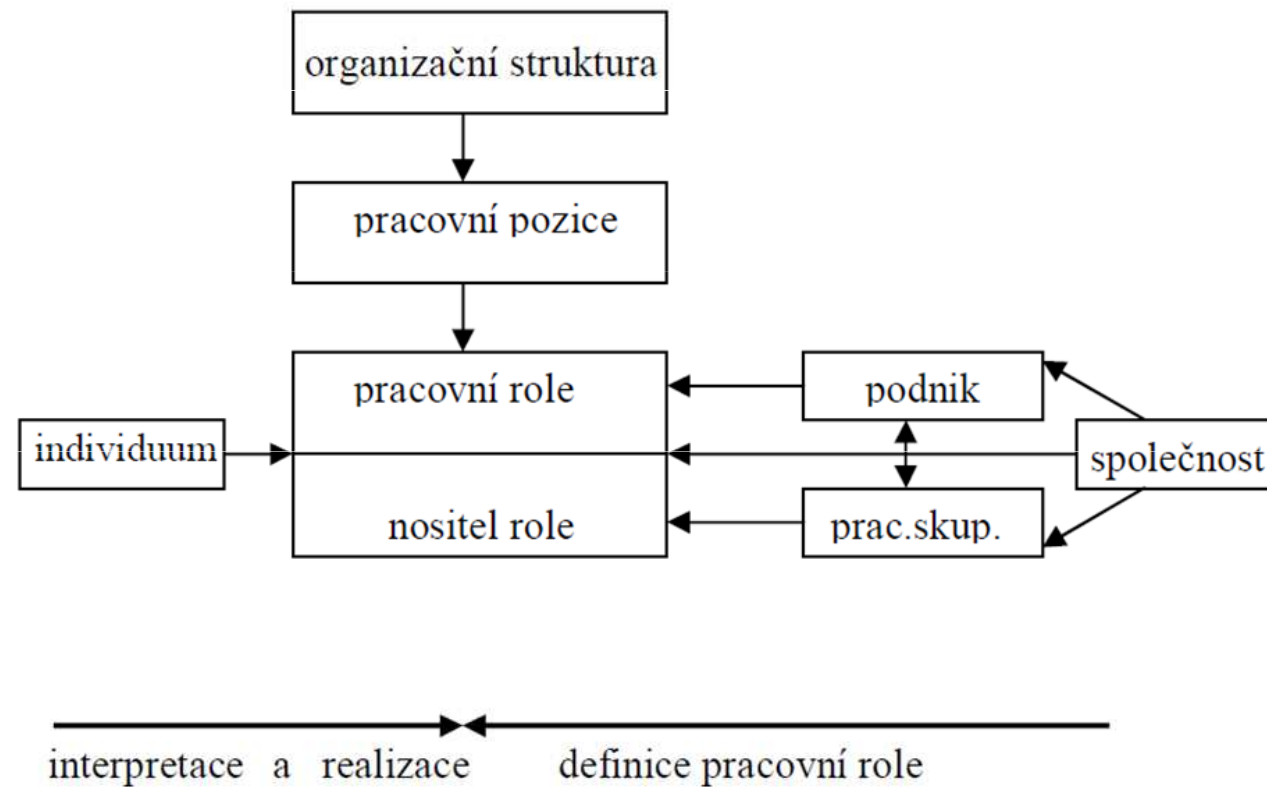 organizační struktura
pracovní pozice
pracovní role
podnik
individuum
společnost
nositel role
prac.skup.
interpretace a realizace
definice pracovní role